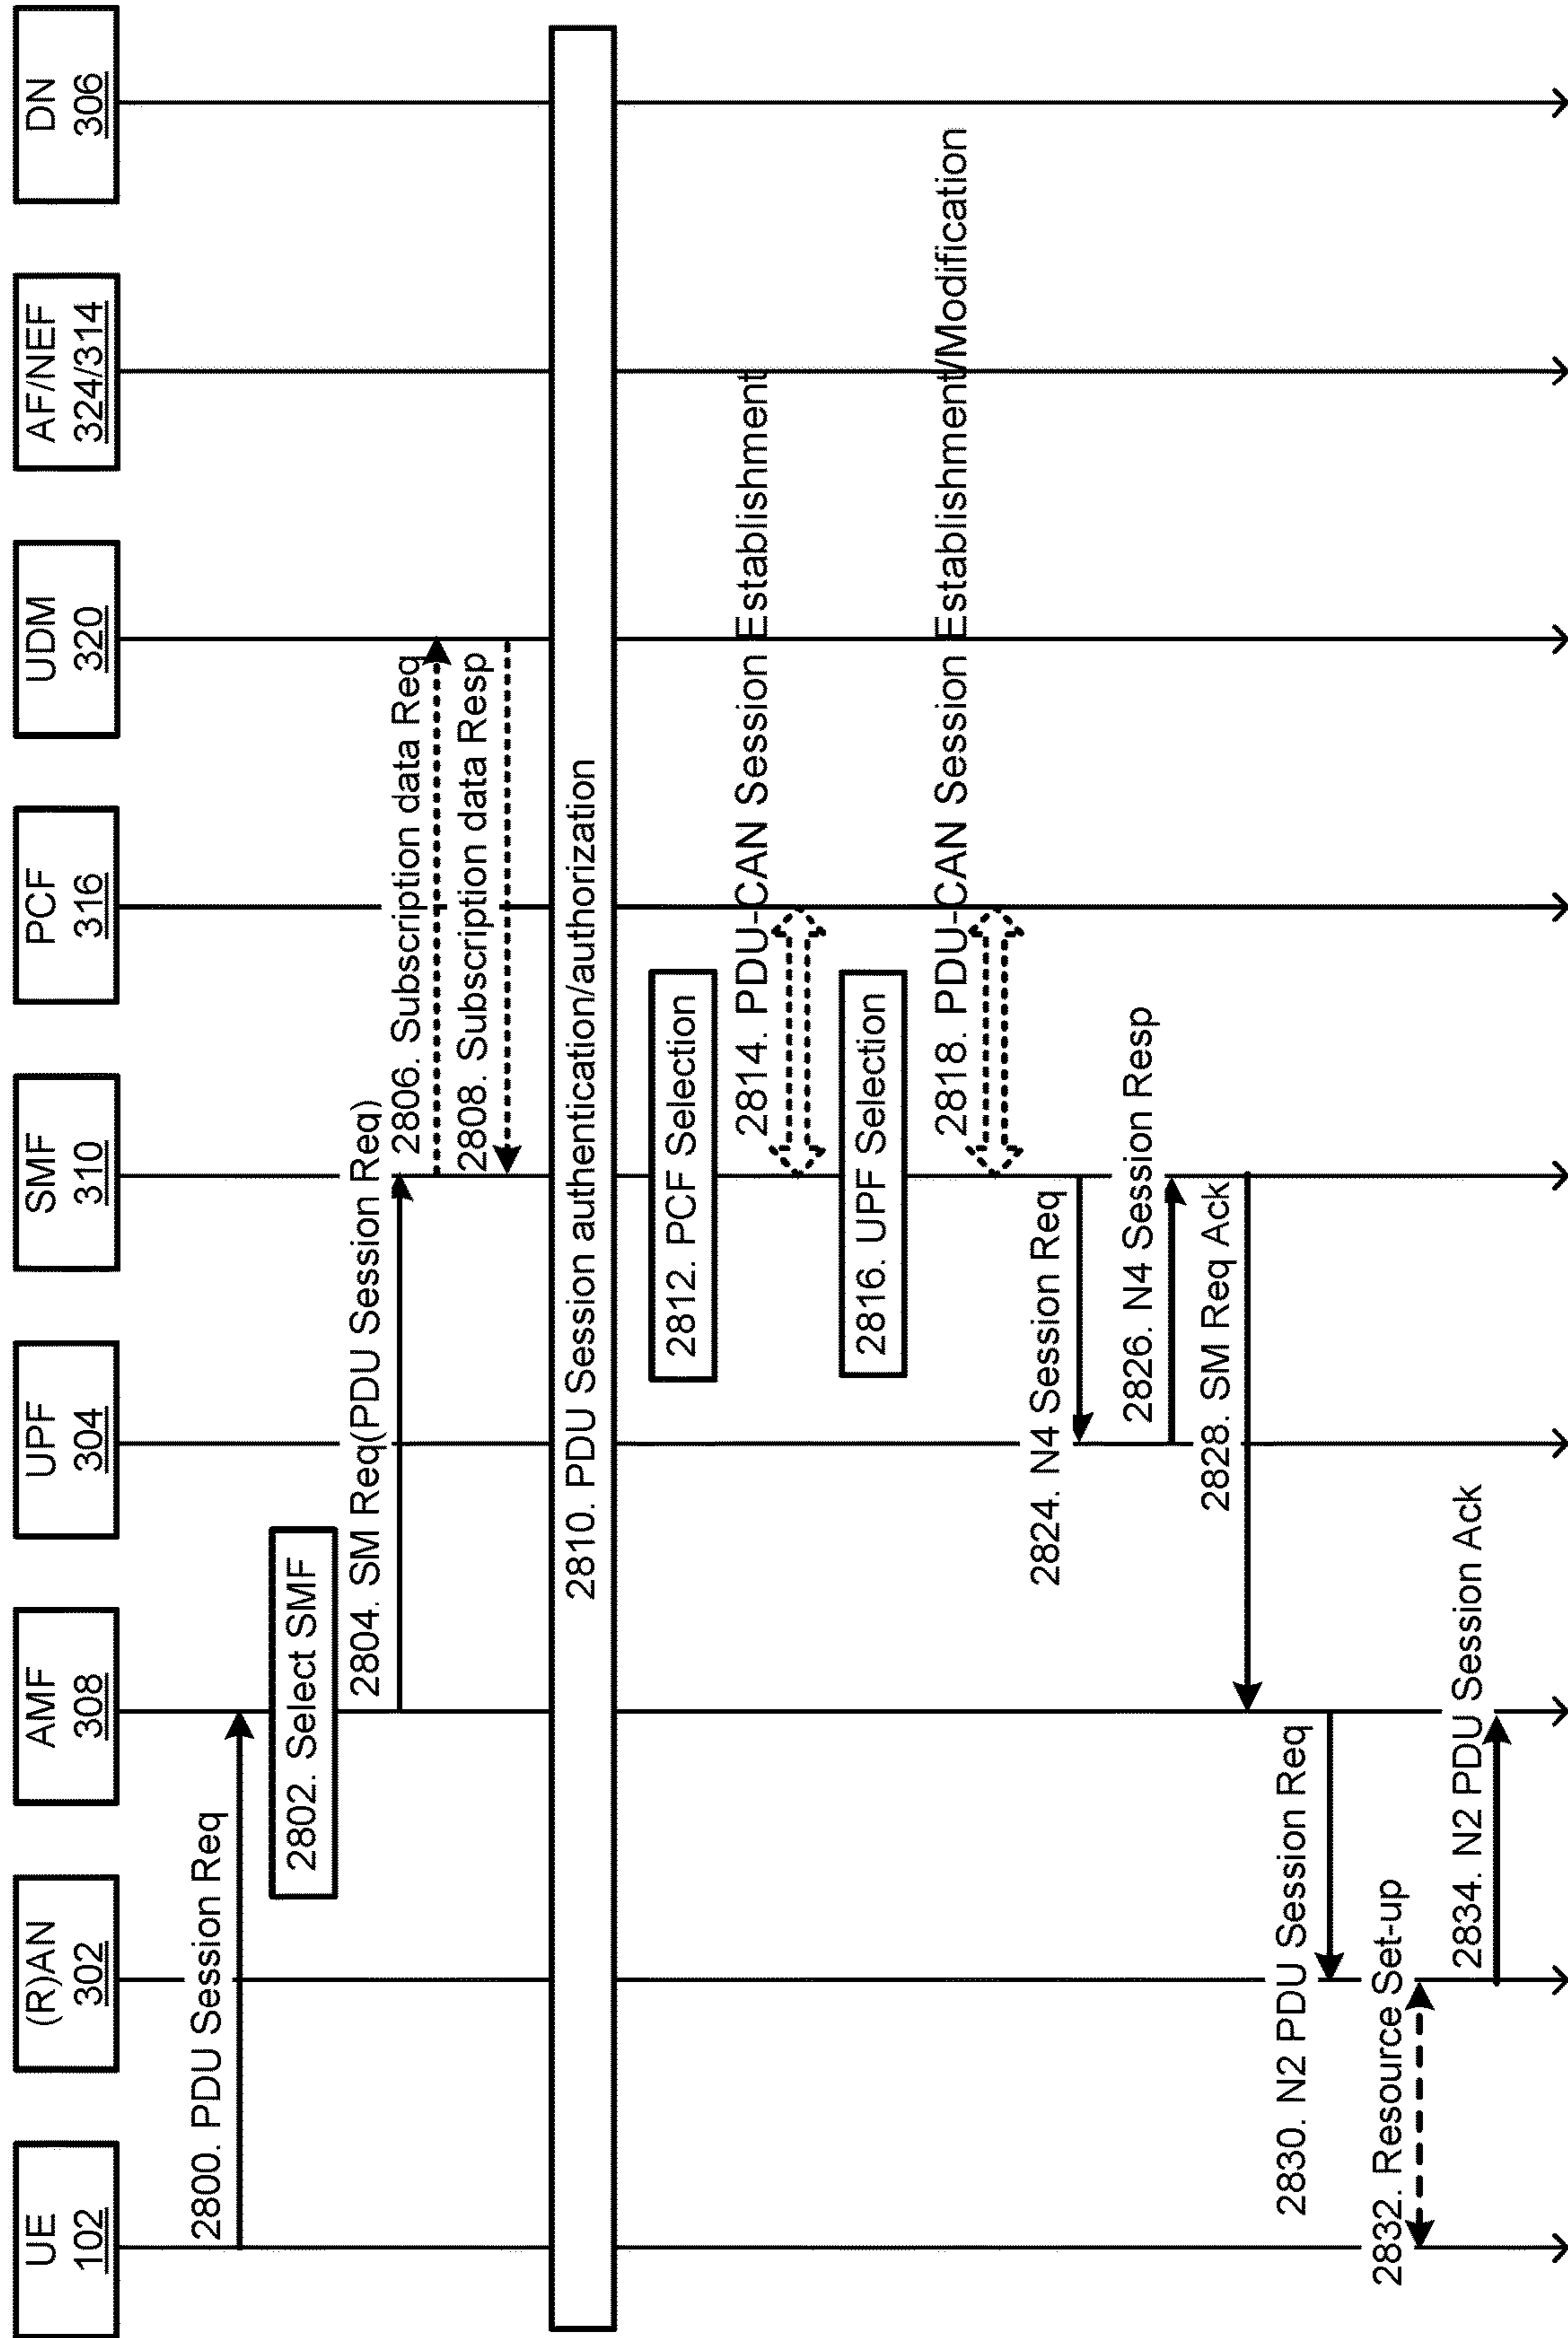 UE
102
(R)AN
302
AMF
308
UPF
304
SMF
310
PCF
316
UDM
320
AF/NEF
324/314
DN
306
2800. PDU Session Req
2802. Select SMF
2804. SM Req(PDU Session Req)
2806. Subscription data Req
2808. Subscription data Resp
2810. PDU Session authentication/authorization
2812. PCF Selection
2814. PDU-CAN Session Establishment
2816. UPF Selection
2818. PDU-CAN Session Establishment/Modification
2824. N4 Session Req
2826. N4 Session Resp
2828. SM Req Ack
2830. N2 PDU Session Req
2832. Resource Set-up
2834. N2 PDU Session Ack